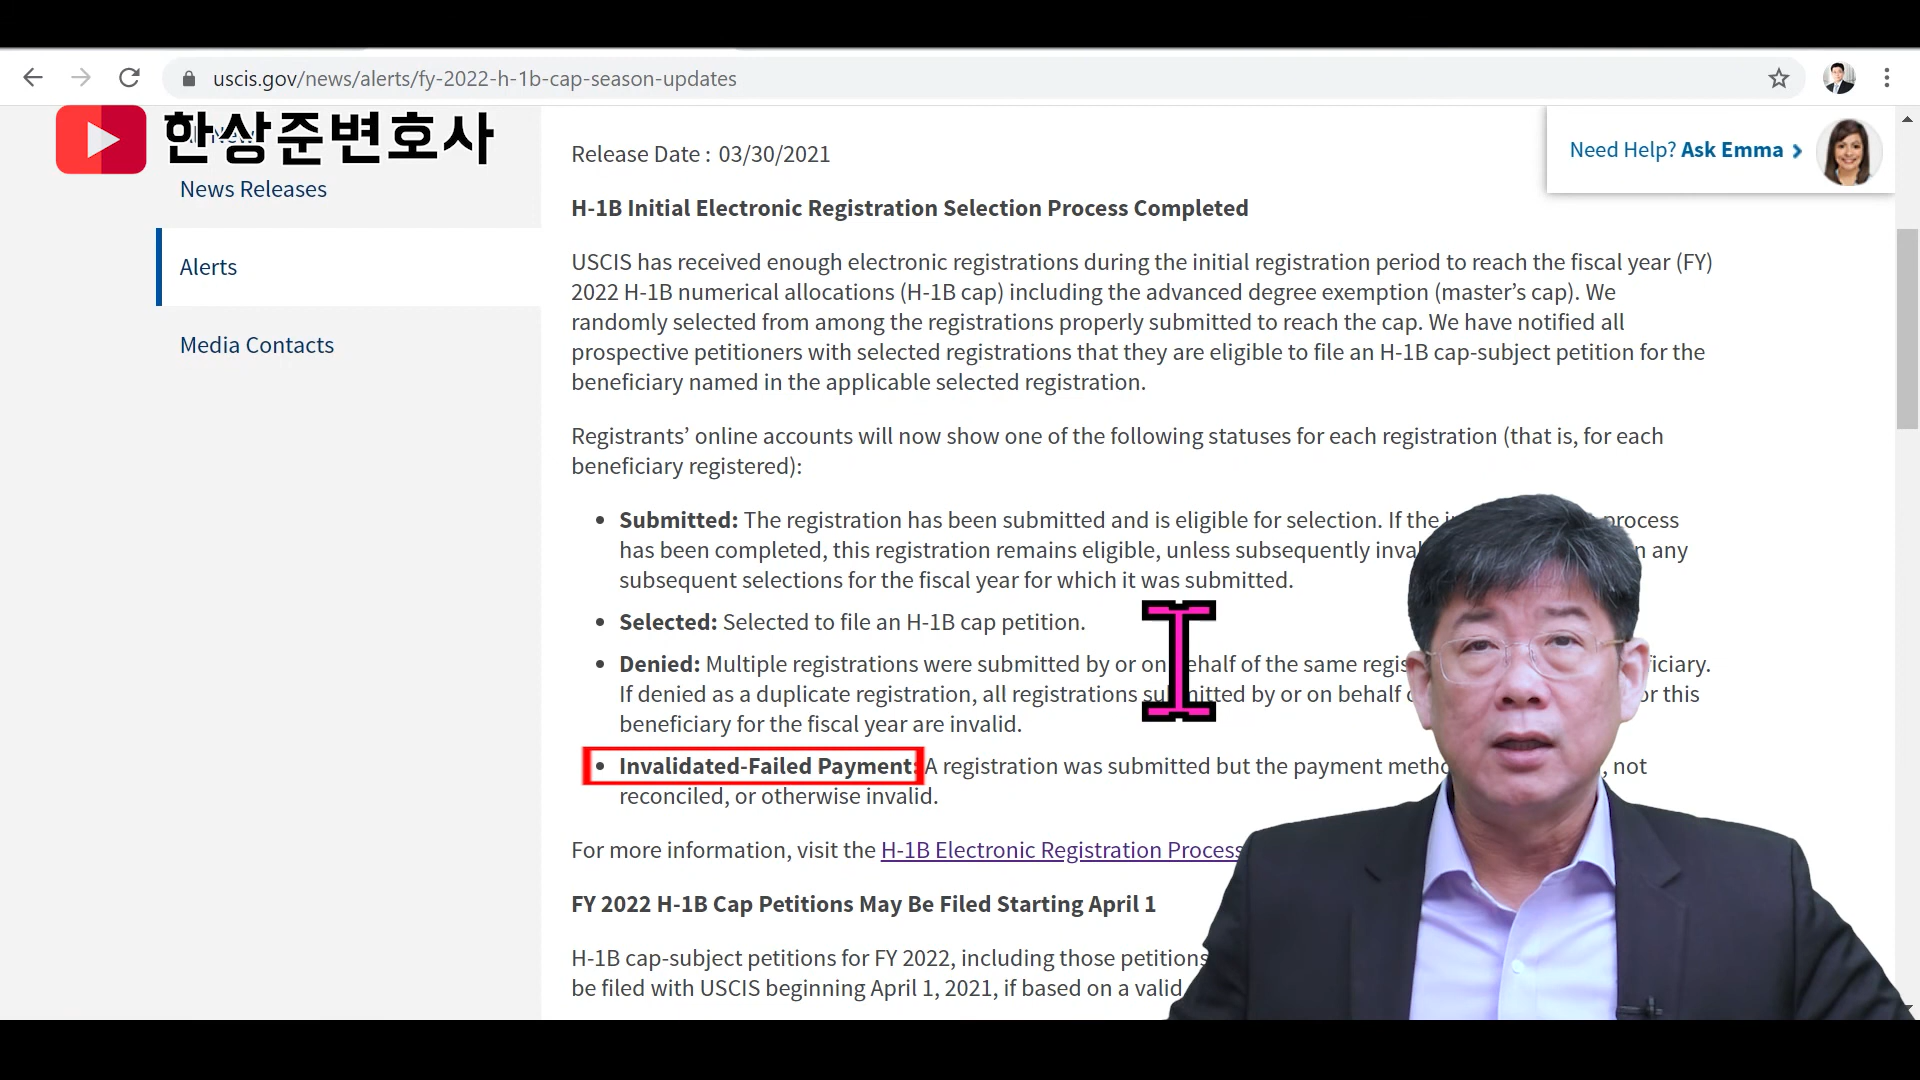 uscis.gov/news/alerts/fy-2022-h-1b-cap-season-updates
한상준변호사
News Releases
Alerts
Media Contacts
Need Help? Ask Emma
Release Date : 03/30/2021
H-1B Initial Electronic Registration Selection Process Completed
USCIS has received enough electronic registrations during the initial registration period to reach the fiscal year (FY)
2022 H-1B numerical allocations (H-1B cap) including the advanced degree exemption (master’s cap). We
randomly selected from among the registrations properly submitted to reach the cap. We have notified all
prospective petitioners with selected registrations that they are eligible to file an H-1B cap-subject petition for the
beneficiary named in the applicable selected registration.
Registrants’ online accounts will now show one of the following statuses for each registration (that is, for each
beneficiary registered):
• Submitted: The registration has been submitted and is eligible for selection. If the process
has been completed, this registration remains eligible, unless subsequently any
subsequent selections for the fiscal year for which it was submitted.
• Selected: Selected to file an H-1B cap petition.
• Denied: Multiple registrations were submitted by or on behalf of the same
If denied as a duplicate registration, all registrations submitted by or on behalf this
beneficiary for the fiscal year are invalid.
• Invalidated-Failed Payment: A registration was submitted but the payment , not
reconciled, or otherwise invalid.
For more information, visit the H-1B Electronic Registration Process
FY 2022 H-1B Cap Petitions May Be Filed Starting April 1
H-1B cap-subject petitions for FY 2022, including those petitions
be filed with USCIS beginning April 1, 2021, if based on a valid